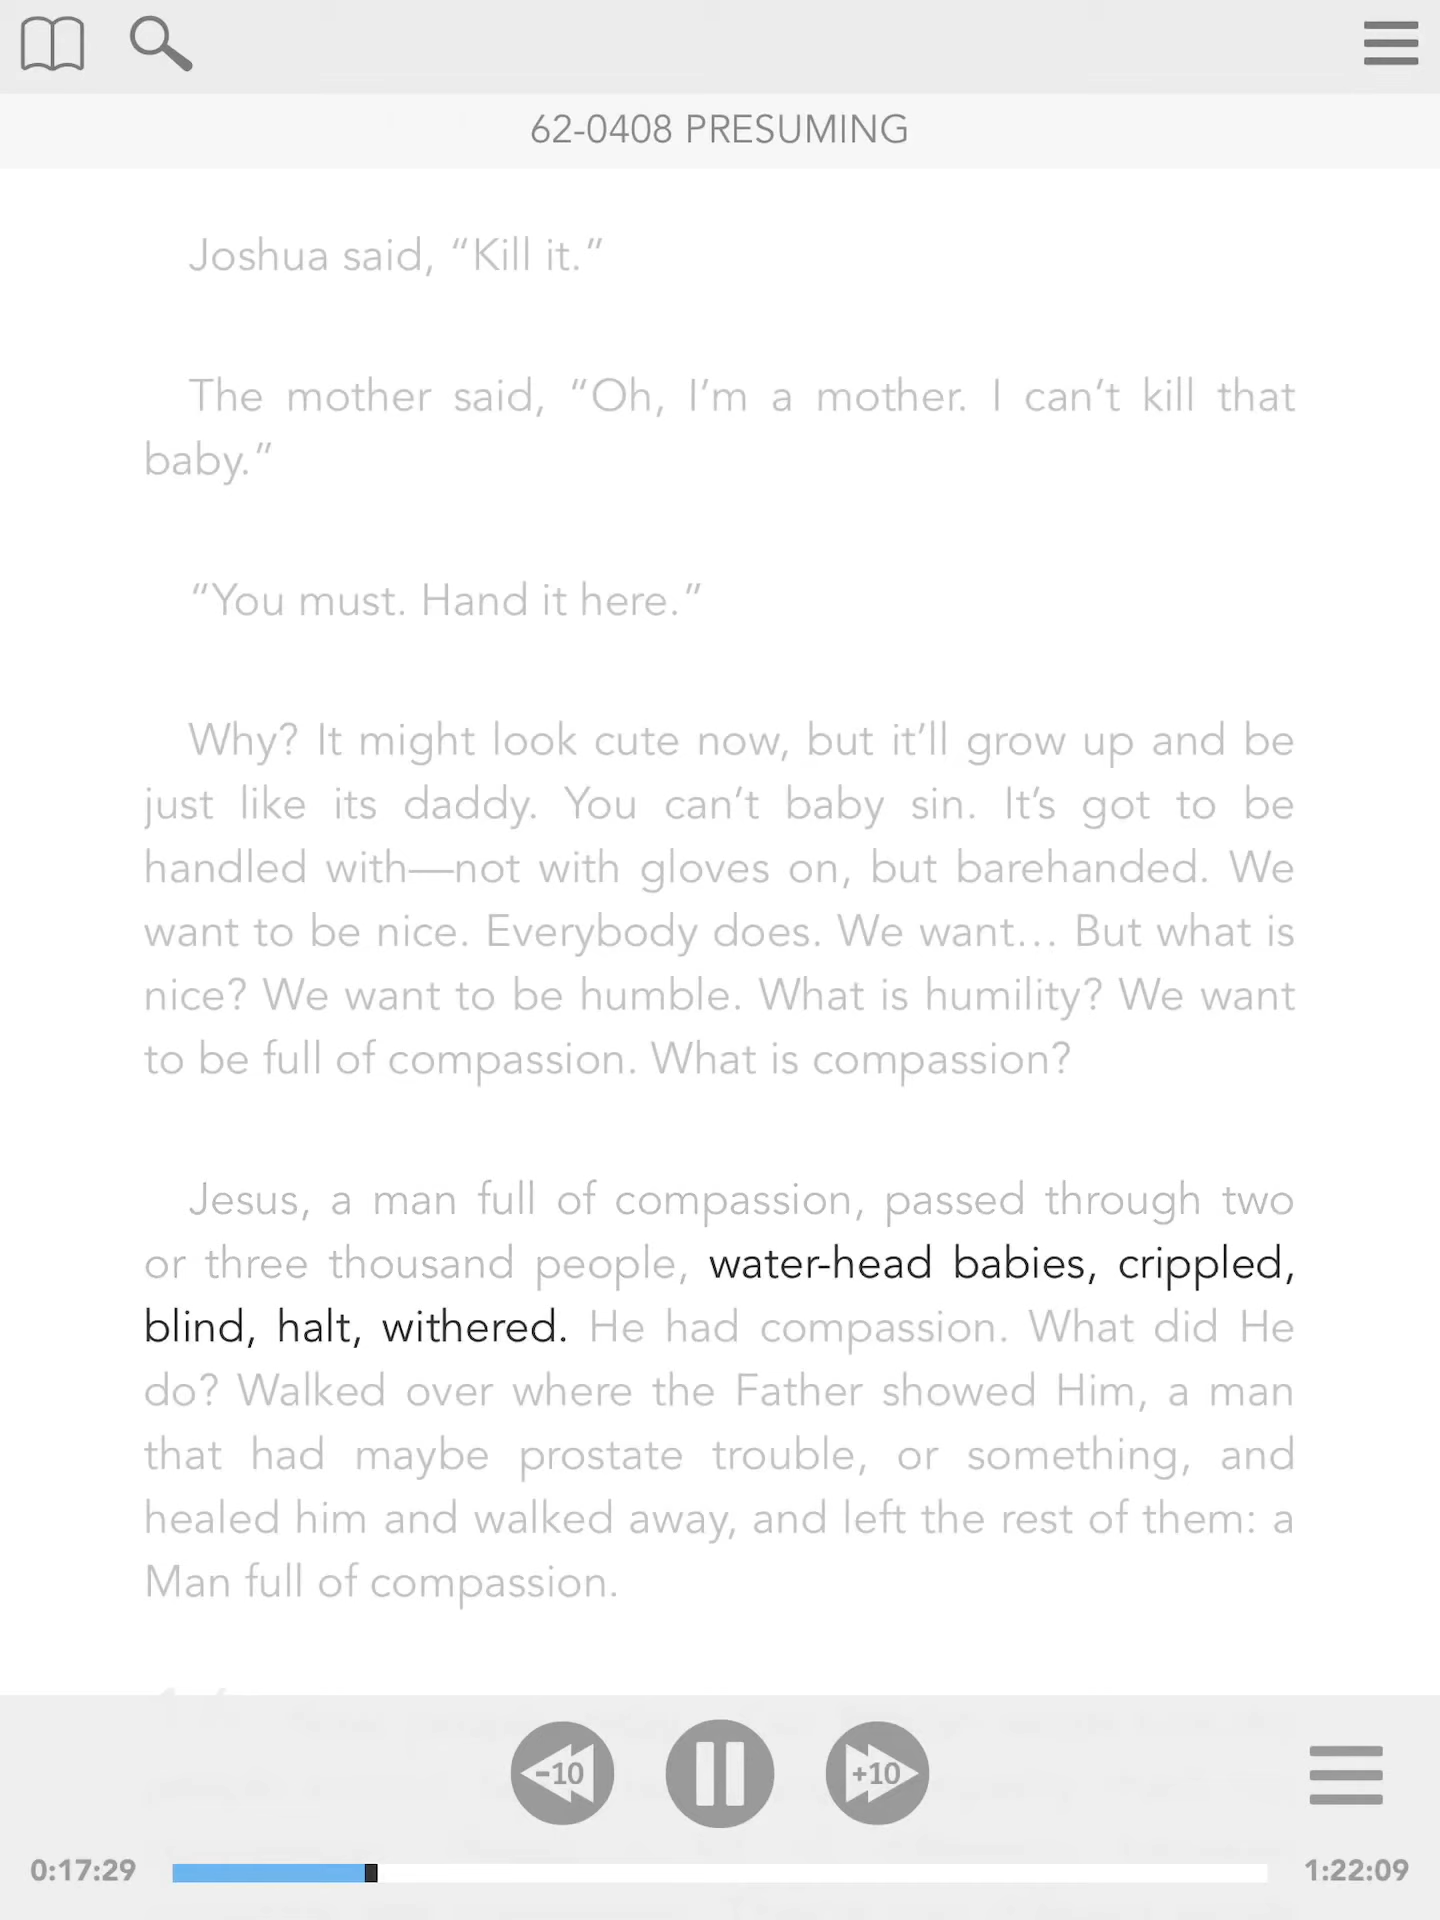 62-0408 PRESUMING
Joshua said, “Kill it.”
The mother said, “Oh, I’m a mother. I can’t kill that
baby.”
“You must. Hand it here.”
Why? It might look cute now, but it’ll grow up and be
just like its daddy. You can’t baby sin. It’s got to be
handled with—not with gloves on, but barehanded. We
want to be nice. Everybody does. We want… But what is
nice? We want to be humble. What is humility? We want
to be full of compassion. What is compassion?
Jesus, a man full of compassion, passed through two
or three thousand people, water-head babies, crippled,
blind, halt, withered. He had compassion. What did He
do? Walked over where the Father showed Him, a man
that had maybe prostate trouble, or something, and
healed him and walked away, and left the rest of them: a
Man full of compassion.
-10 +10
0:17:29 1:22:09